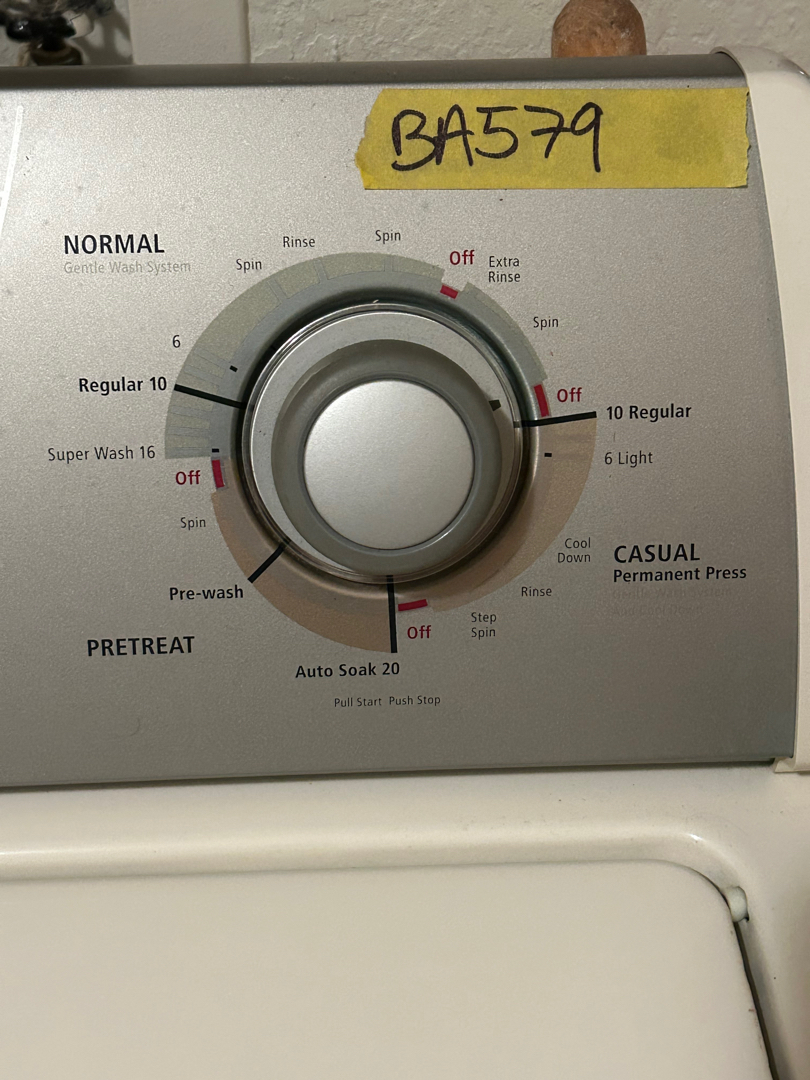 BA579
NORMAL
Gentle Wash System
Spin
Rinse
Spin
Off
Extra
Rinse
Spin
Off
10 Regular
6 Light
Cool
Down
CASUAL
Permanent Press
Rinse
Step
Spin
Off
Auto Soak 20
Pull Start Push Stop
PRETREAT
Pre-wash
Spin
Off
Super Wash 16
Regular 10
6